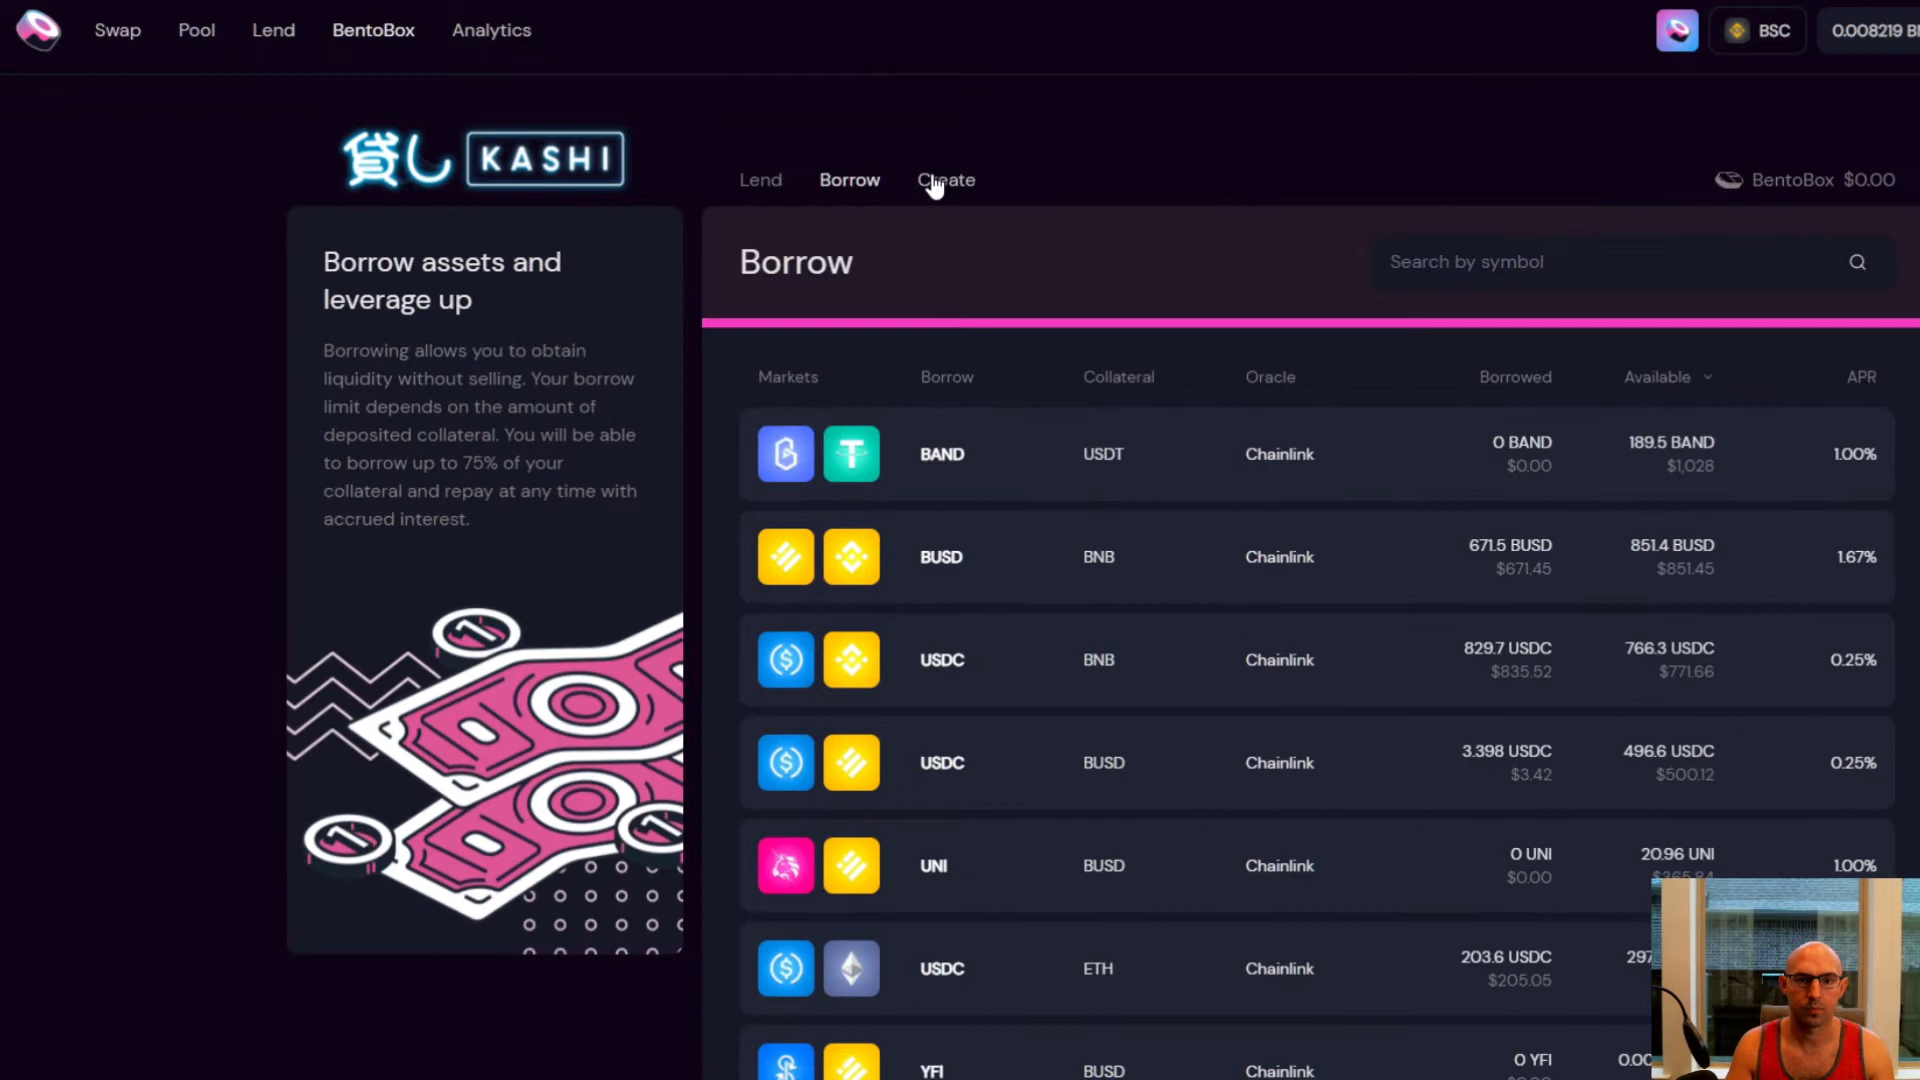 Swap Pool Lend BentoBox Analytics BSC 0.008219
貸し KASHI
Lend Borrow Create BentoBox $0.00
Borrow assets and
leverage up
Borrowing allows you to obtain
liquidity without selling. Your borrow
limit depends on the amount of
deposited collateral. You will be able
to borrow up to 75% of your
collateral and repay at any time with
accrued interest.
Borrow Search by symbol
Markets Borrow Collateral Oracle Borrowed Available APR
BAND USDT Chainlink 0 BAND 189.5 BAND 1.00%
$0.00 $1,028
BUSD BNB Chainlink 671.5 BUSD 851.4 BUSD 1.67%
$671.45 $851.45
USDC BNB Chainlink 829.7 USDC 766.3 USDC 0.25%
$835.52 $771.66
USDC BUSD Chainlink 3.398 USDC 496.6 USDC 0.25%
$3.42 $500.12
UNI BUSD Chainlink 0 UNI 20.96 UNI 1.00%
$0.00
USDC ETH Chainlink 203.6 USDC 297
$205.05
YFI BUSD Chainlink 0 YFI 0.00